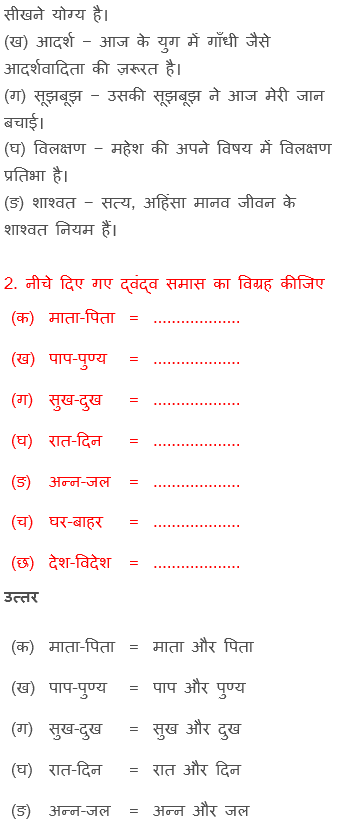 सीखने योग्य है।
(ख) आदर्श − आज के युग में गाँधी जैसे
आदर्शवादिता की ज़रूरत है।
(ग) सूझबूझ − उसकी सूझबूझ ने आज मेरी जान
बचाई।
(घ) विलक्षण − महेश की अपने विषय में विलक्षण
प्रतिभा है।
(ङ) शाश्वत − सत्य, अहिंसा मानव जीवन के
शाश्वत नियम हैं।
2. नीचे दिए गए द्वंद्व समास का विग्रह कीजिए
(क) माता-पिता = ...................
(ख) पाप-पुण्य = ...................
(ग) सुख-दुख = ...................
(घ) रात-दिन = ...................
(ङ) अन्न-जल = ...................
(च) घर-बाहर = ...................
(छ) देश-विदेश = ...................
उत्तर
(क) माता-पिता = माता और पिता
(ख) पाप-पुण्य = पाप और पुण्य
(ग) सुख-दुख = सुख और दुख
(घ) रात-दिन = रात और दिन
(ङ) अन्न-जल = अन्न और जल